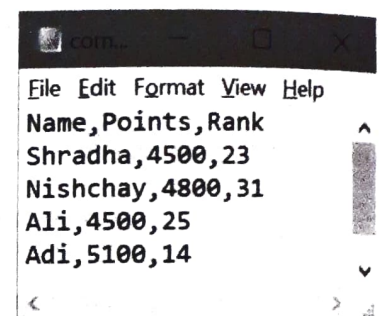 com...
File Edit Format View Help
Name,Points,Rank
Shradha,4500,23
Nishchay,4800,31
Ali,4500,25
Adi,5100,14